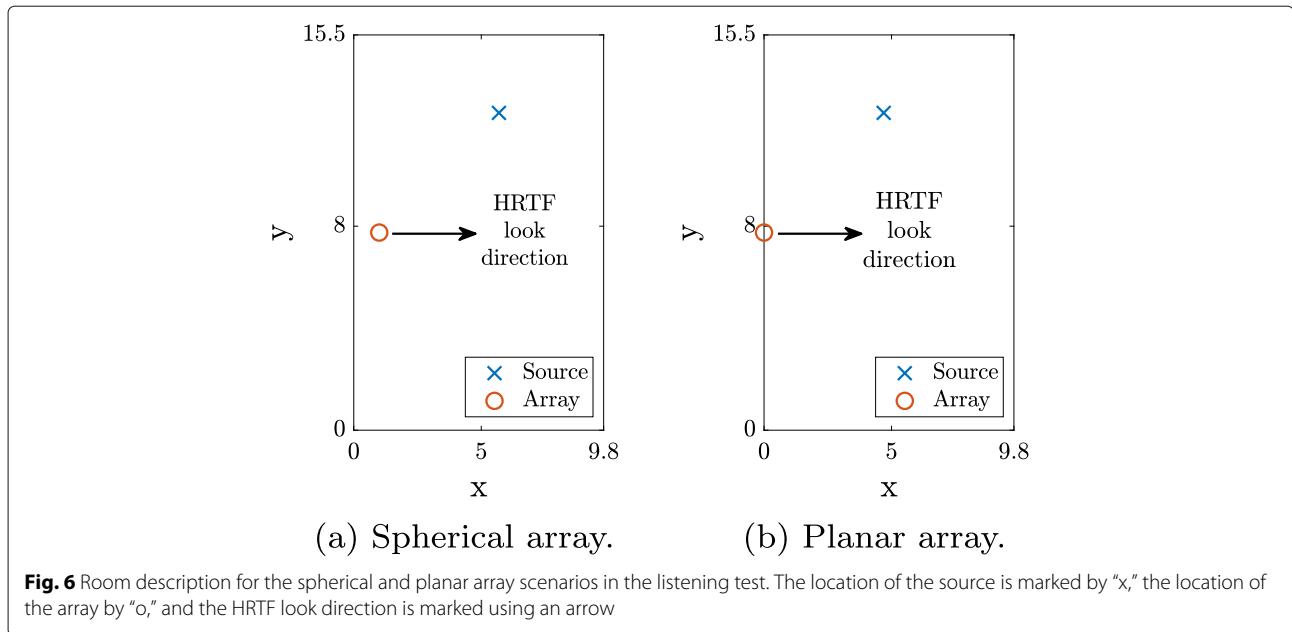 15.5
8
0
y
HRTF
look
direction
Source
Array
0 5 9.8
x
(a) Spherical array.
15.5
8
0
y
HRTF
look
direction
Source
Array
0 5 9.8
x
(b) Planar array.
Fig. 6 Room description for the spherical and planar array scenarios in the listening test. The location of the source is marked by “x,” the location of
the array by “o,” and the HRTF look direction is marked using an arrow